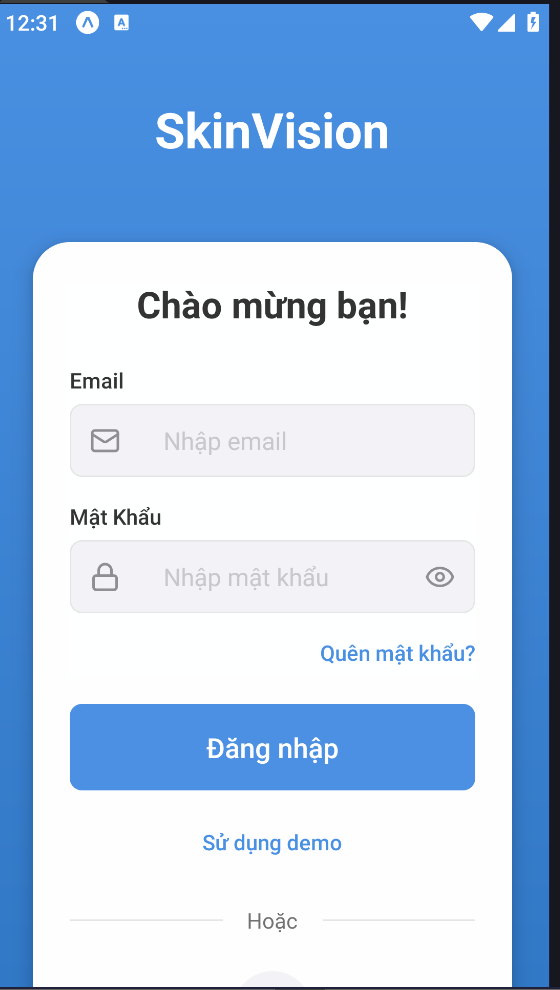 12:31
SkinVision
Chào mừng bạn!
Email
Nhập email
Mật Khẩu
Nhập mật khẩu
Quên mật khẩu?
Đăng nhập
Sử dụng demo
Hoặc